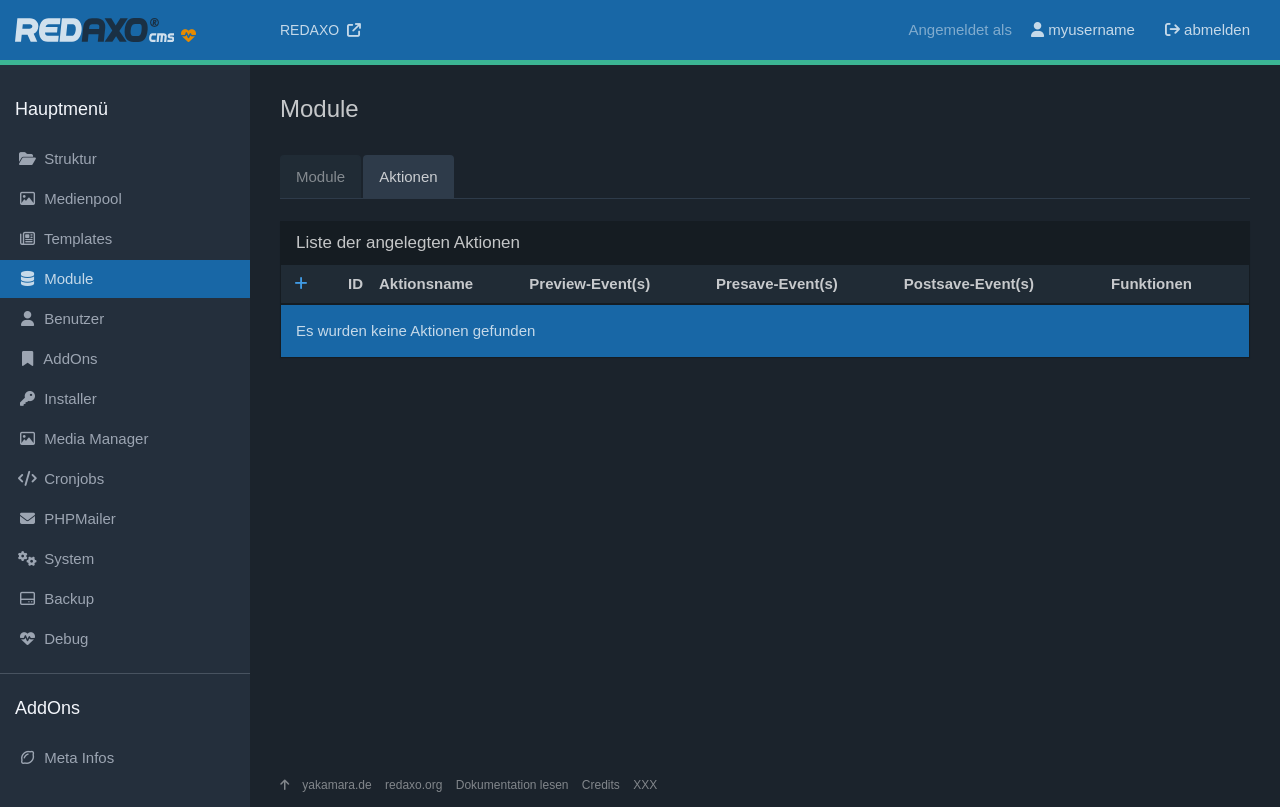 REDAXO® cms
REDAXO
Angemeldet als myusername abmelden
Hauptmenü
Struktur
Medienpool
Templates
Module
Benutzer
AddOns
Installer
Media Manager
Cronjobs
PHPMailer
System
Backup
Debug
AddOns
Meta Infos
Module
Module Aktionen
Liste der angelegten Aktionen
ID Aktionsname Preview-Event(s) Presave-Event(s) Postsave-Event(s) Funktionen
Es wurden keine Aktionen gefunden
yakamara.de redaxo.org Dokumentation lesen Credits XXX